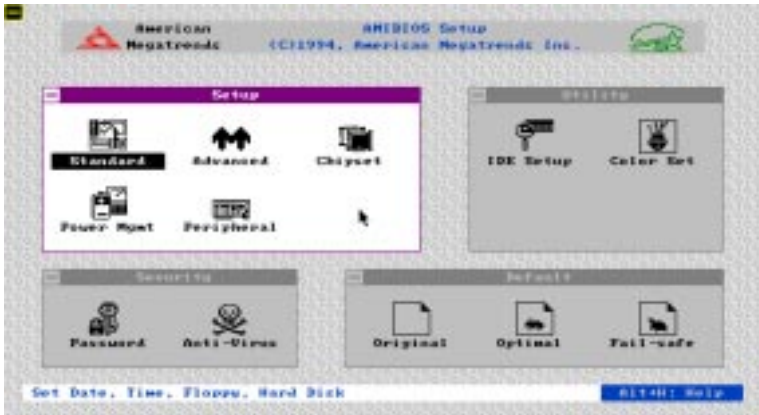 American
Megatrends
AMIBIOS Setup
(C)1994, American Megatrends Inc.
Setup
Standard
Advanced
Chipset
Power Mgmt
Peripheral
Utility
IDE Setup
Color Set
Security
Password
Anti-Virus
Default
Original
Optimal
Fail-safe
Set Date, Time, Floppy, Hard Disk
Alt+H: Help